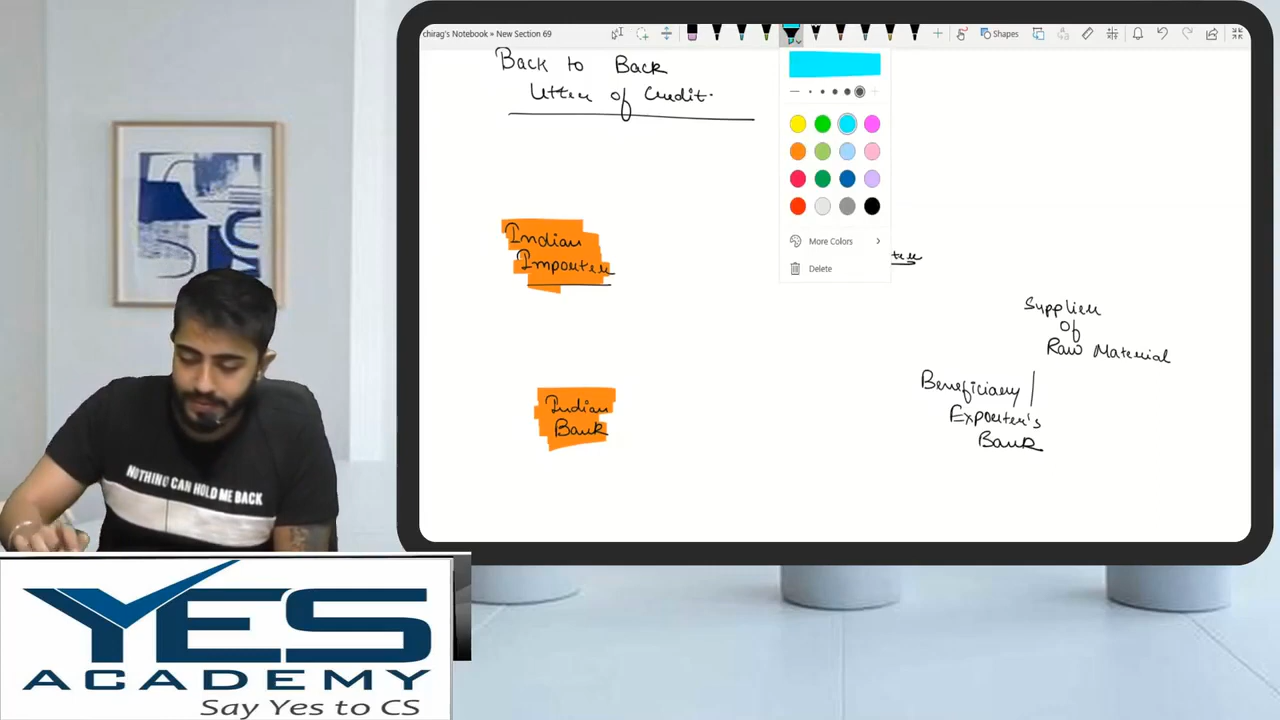 chirag's Notebook » New Section 69
Shapes
Back to Back
Letter of Credit.
More Colors
Delete
Indian
Importer
Supplier
of
Raw Material
Indian
Bank
Beneficiary /
Exporter's
Bank
NOTHING CAN HOLD ME BACK
YES
ACADEMY
Say Yes to CS